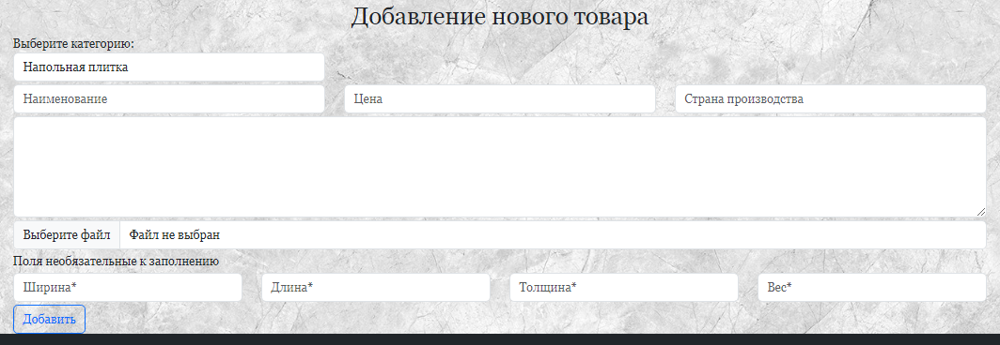 Добавление нового товара
Выберите категорию:
Напольная плитка
Наименование Цена Страна производства
Выберите файл Файл не выбран
Поля необязательные к заполнению
Ширина* Длина* Толщина* Вес*
Добавить